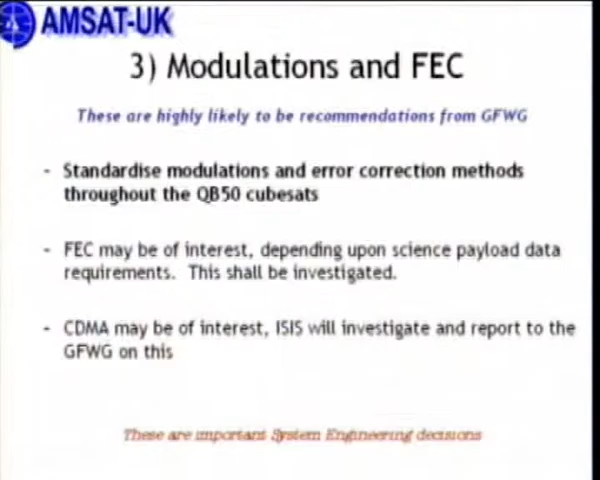 AMSAT-UK
3) Modulations and FEC
These are highly likely to be recommendations from GFWG
- Standardise modulations and error correction methods
throughout the QB50 cubesats
- FEC may be of interest, depending upon science payload data
requirements. This shall be investigated.
- CDMA may be of interest, ISIS will investigate and report to the
GFWG on this
These are important System Engineering decisions